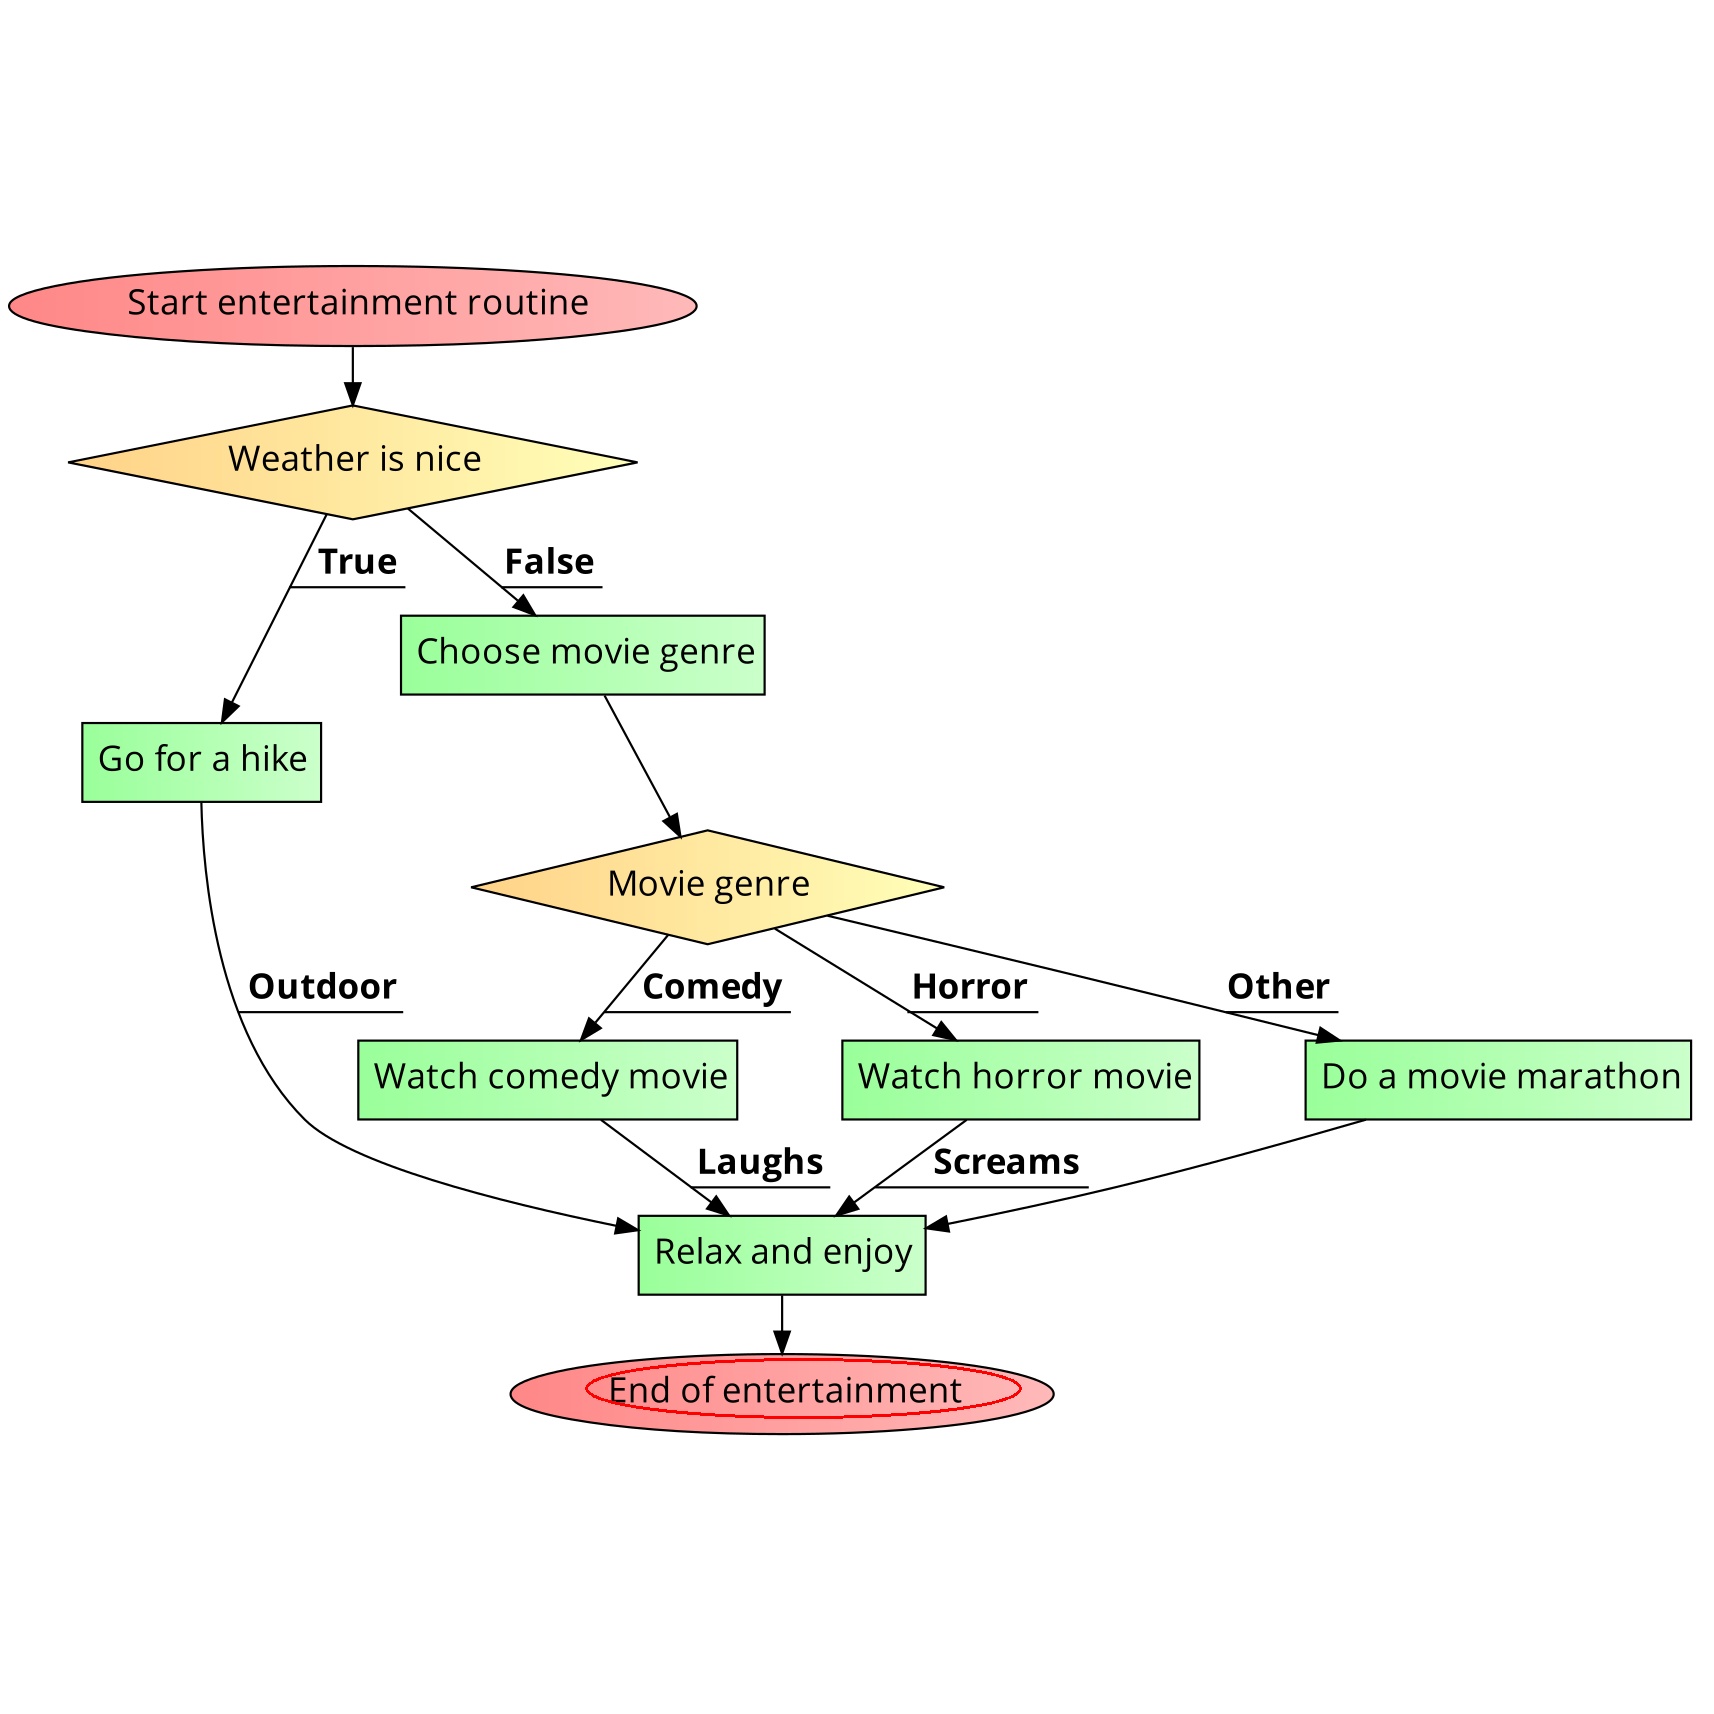 Start entertainment routine
Weather is nice
True
False
Choose movie genre
Go for a hike
Movie genre
Outdoor
Comedy
Horror
Other
Watch comedy movie
Watch horror movie
Do a movie marathon
Laughs
Screams
Relax and enjoy
End of entertainment